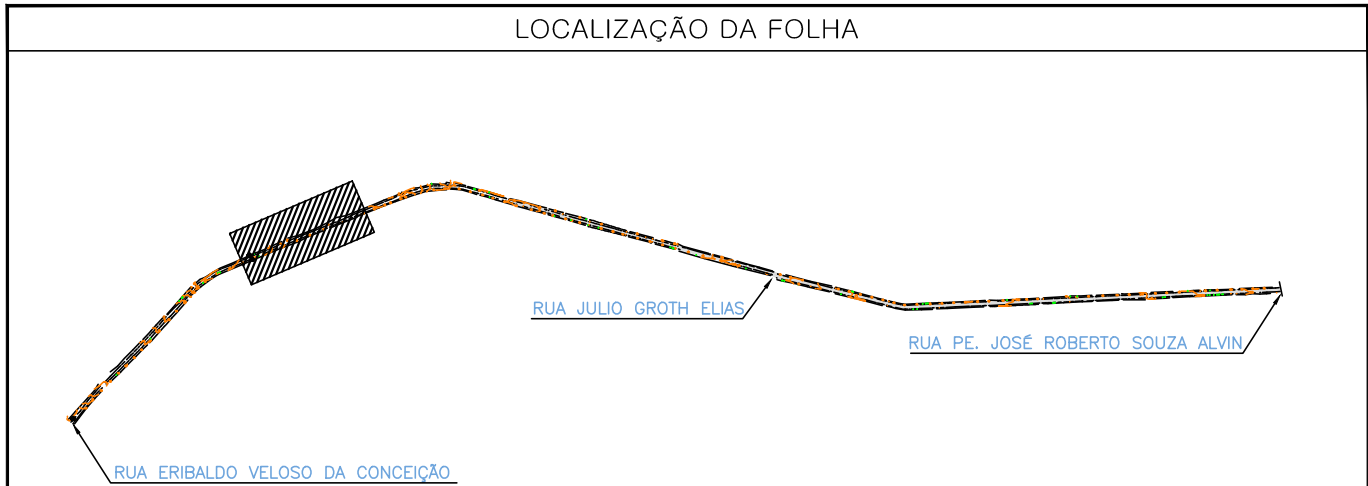 LOCALIZAÇÃO DA FOLHA
RUA JULIO GROTH ELIAS
RUA PE. JOSÉ ROBERTO SOUZA ALVIN
RUA ERIBALDO VELOSO DA CONCEIÇÃO